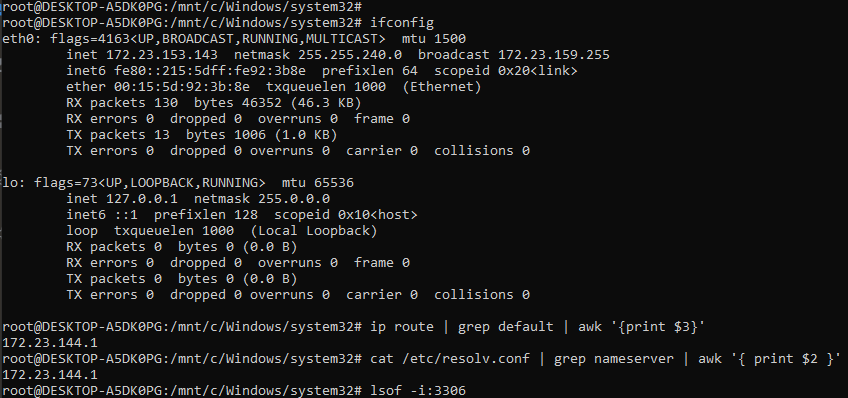 root@DESKTOP-A5DK0PG:/mnt/c/Windows/system32#
root@DESKTOP-A5DK0PG:/mnt/c/Windows/system32# ifconfig
eth0: flags=4163<UP,BROADCAST,RUNNING,MULTICAST>  mtu 1500
        inet 172.23.153.143  netmask 255.255.240.0  broadcast 172.23.159.255
        inet6 fe80::215:5dff:fe92:3b8e  prefixlen 64  scopeid 0x20<link>
        ether 00:15:5d:92:3b:8e  txqueuelen 1000  (Ethernet)
        RX packets 130  bytes 46352 (46.3 KB)
        RX errors 0  dropped 0  overruns 0  frame 0
        TX packets 13  bytes 1006 (1.0 KB)
        TX errors 0  dropped 0 overruns 0  carrier 0  collisions 0

lo: flags=73<UP,LOOPBACK,RUNNING>  mtu 65536
        inet 127.0.0.1  netmask 255.0.0.0
        inet6 ::1  prefixlen 128  scopeid 0x10<host>
        loop  txqueuelen 1000  (Local Loopback)
        RX packets 0  bytes 0 (0.0 B)
        RX errors 0  dropped 0  overruns 0  frame 0
        TX packets 0  bytes 0 (0.0 B)
        TX errors 0  dropped 0 overruns 0  carrier 0  collisions 0

root@DESKTOP-A5DK0PG:/mnt/c/Windows/system32# ip route | grep default | awk '{print $3}'
172.23.144.1
root@DESKTOP-A5DK0PG:/mnt/c/Windows/system32# cat /etc/resolv.conf | grep nameserver | awk '{ print $2 }'
172.23.144.1
root@DESKTOP-A5DK0PG:/mnt/c/Windows/system32# lsof -i:3306